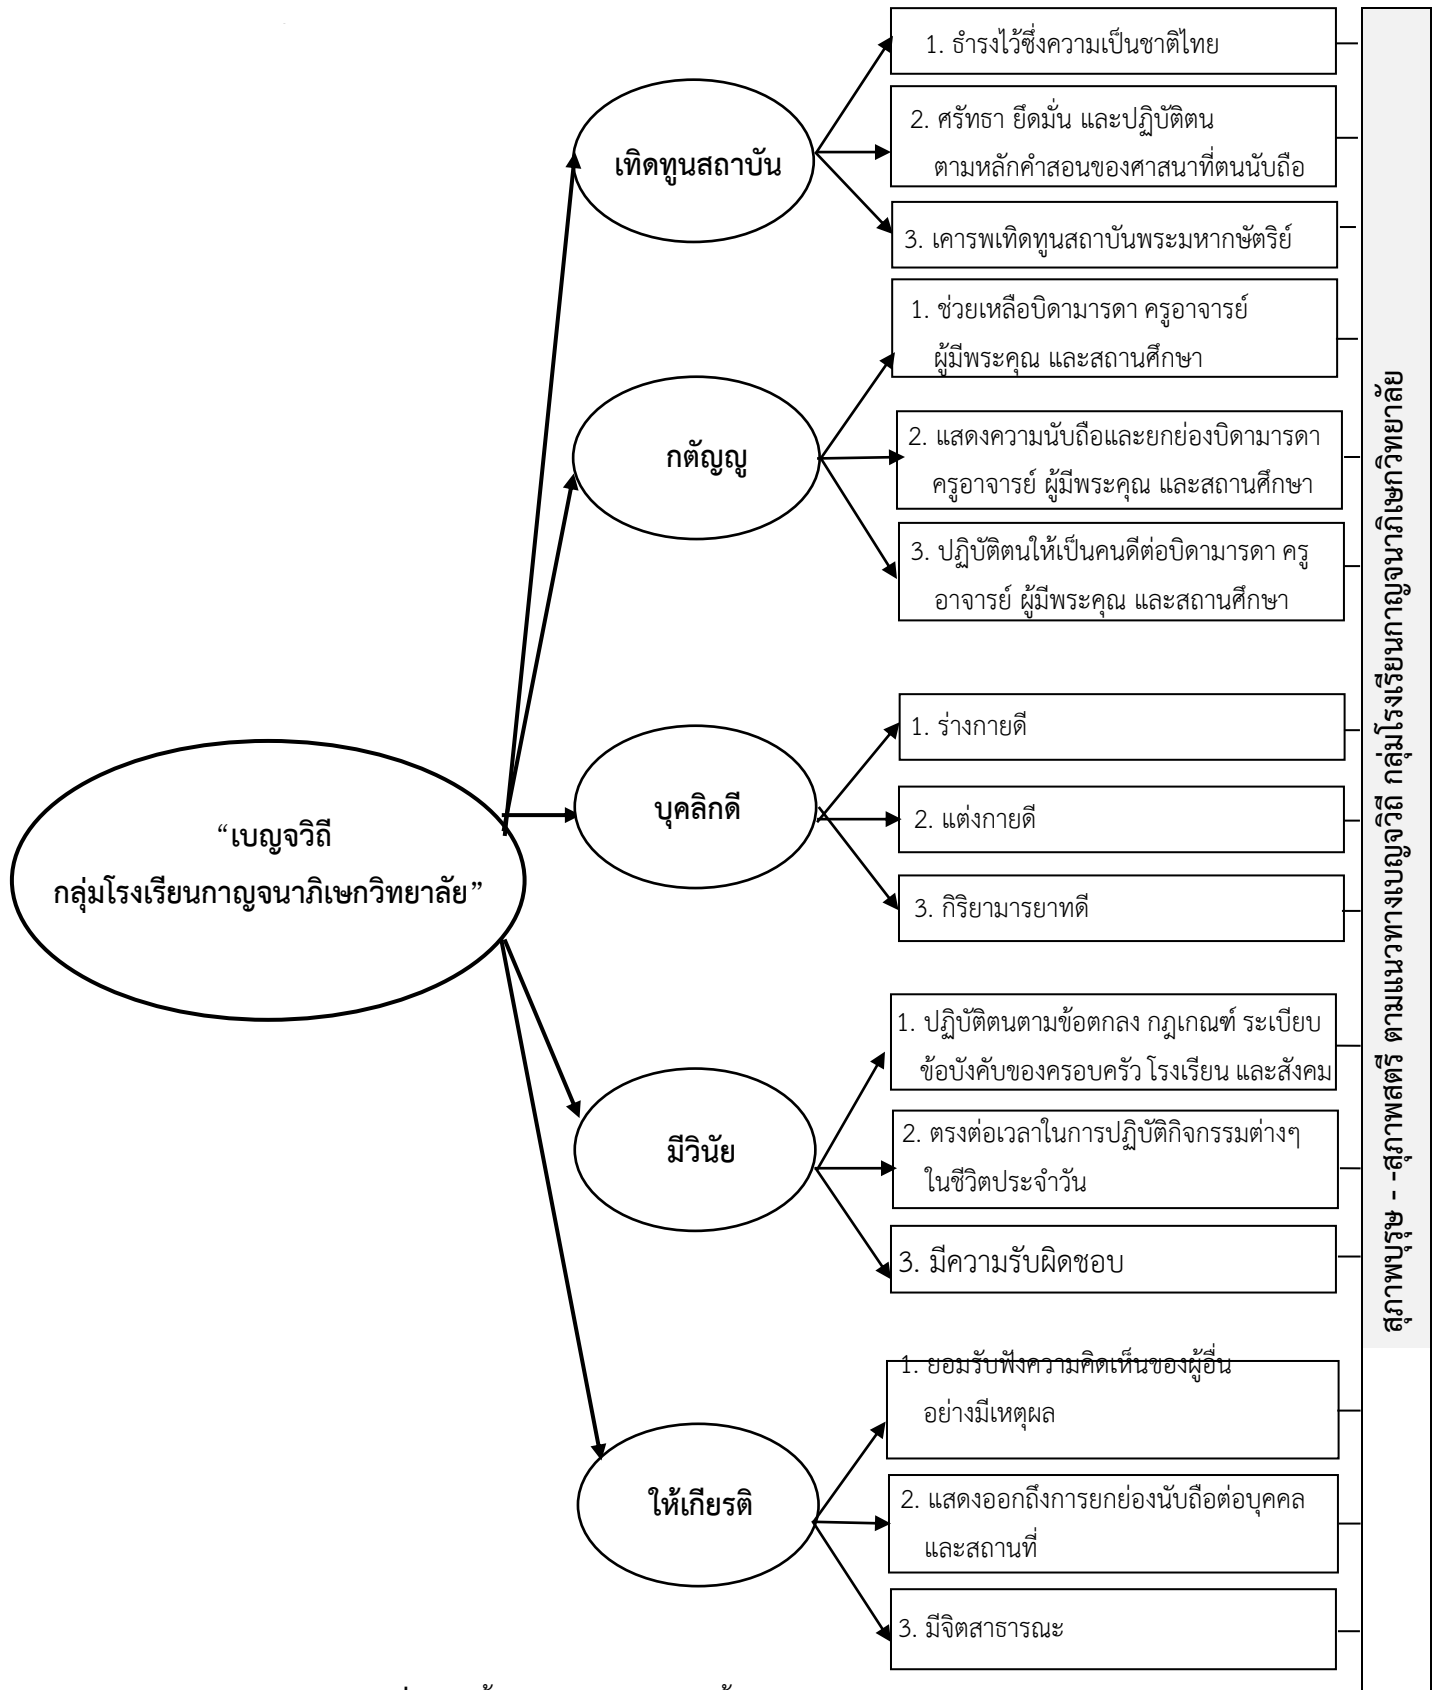 1. ธำรงไว้ซึ่งความเป็นชาติไทย
2. ศรัทธา ยึดมั่น และปฏิบัติตน
ตามหลักคำสอนของศาสนาที่ตนนับถือ
เทิดทูนสถาบัน
3. เคารพเทิดทูนสถาบันพระมหากษัตริย์
1. ช่วยเหลือบิดามารดา ครูอาจารย์
ผู้มีพระคุณ และสถานศึกษา
กตัญญู
2. แสดงความนับถือและยกย่องบิดามารดา
ครูอาจารย์ ผู้มีพระคุณ และสถานศึกษา
3. ปฏิบัติตนให้เป็นคนดีต่อบิดามารดา ครู
อาจารย์ ผู้มีพระคุณ และสถานศึกษา
1. ร่างกายดี
บุคลิกดี
2. แต่งกายดี
3. กิริยามารยาทดี
“เบญจวิถี
กลุ่มโรงเรียนกาญจนาภิเษกวิทยาลัย”
1. ปฏิบัติตนตามข้อตกลง กฎเกณฑ์ ระเบียบ
ข้อบังคับของครอบครัว โรงเรียน และสังคม
มีวินัย
2. ตรงต่อเวลาในการปฏิบัติกิจกรรมต่างๆ
ในชีวิตประจำวัน
3. มีความรับผิดชอบ
1. ยอมรับฟังความคิดเห็นของผู้อื่น
อย่างมีเหตุผล
ให้เกียรติ
2. แสดงออกถึงการยกย่องนับถือต่อบุคคล
และสถานที่
3. มีจิตสาธารณะ
สุภาพบุรุษ - -สุภาพสตรี ตามแนวทางเบญจวิถี กลุ่มโรงเรียนกาญจนาภิเษกวิทยาลัย